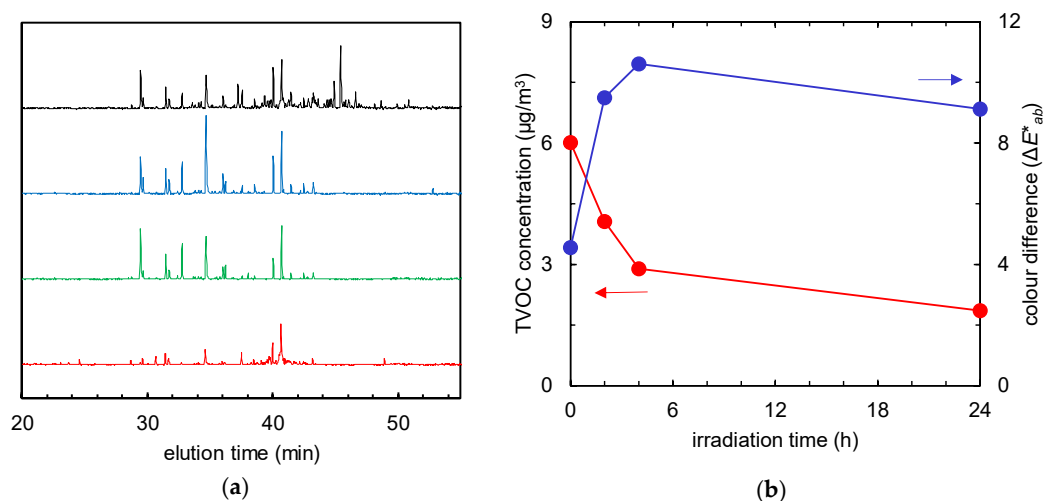 20 30 40 50
elution time (min)
(a)
9
6
3
0
TVOC concentration (μg/m³)
12
8
4
0
colour difference (ΔE*ab)
0 6 12 18 24
irradiation time (h)
(b)